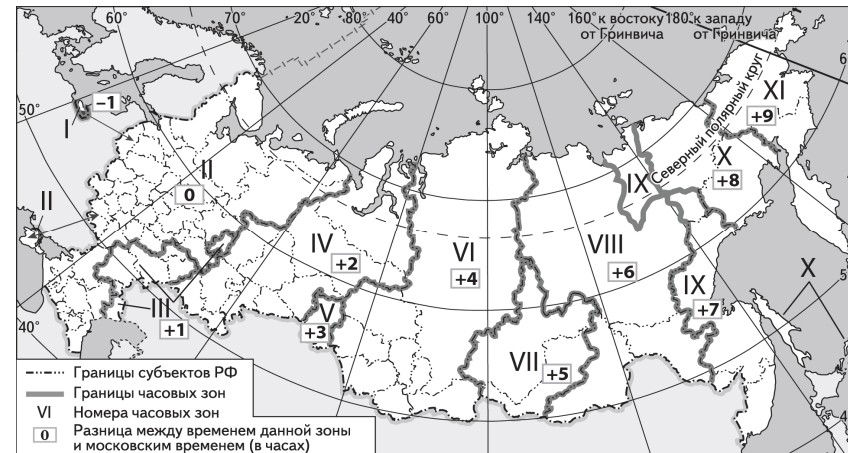 60° 70° 20° 80° 40° 60° 100° 140° 160° к востоку 180° к западу
от Гринвича от Гринвича
50°
−1
I
II
0
II
Северный полярный круг
XI
+9
X
+8
IX
IV
+2
VI
+4
VIII
+6
IX
+7
X
III
+1
V
+3
VII
+5
40°
Границы субъектов РФ
Границы часовых зон
VI Номера часовых зон
0 Разница между временем данной зоны
и московским временем (в часах)